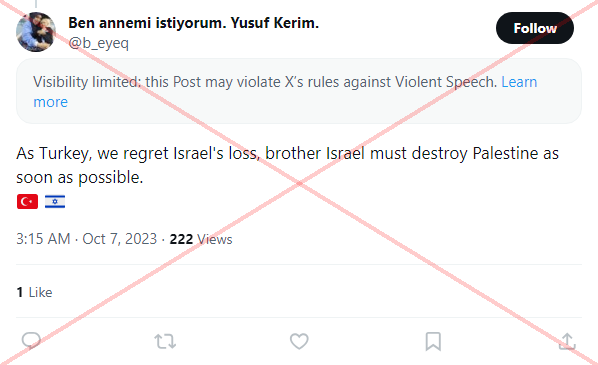 Ben annemi istiyorum. Yusuf Kerim.
@b_eyeq
Follow
Visibility limited: this Post may violate X's rules against Violent Speech. Learn
more
As Turkey, we regret Israel's loss, brother Israel must destroy Palestine as
soon as possible.
3:15 AM · Oct 7, 2023 · 222 Views
1 Like